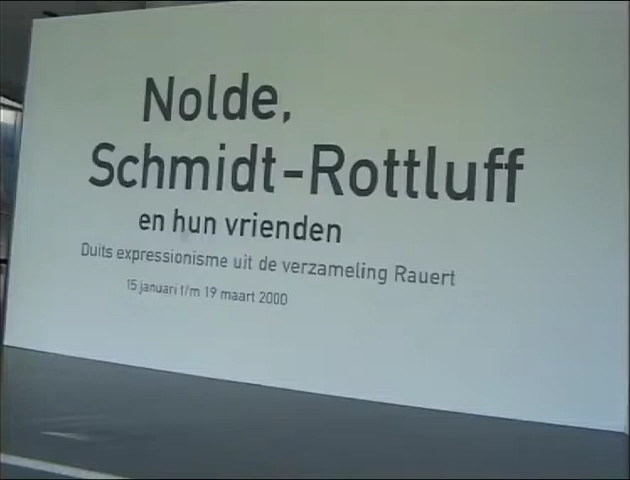 Nolde,
Schmidt-Rottluff
en hun vrienden
Duits expressionisme uit de verzameling Rauert
15 januari t/m 19 maart 2000